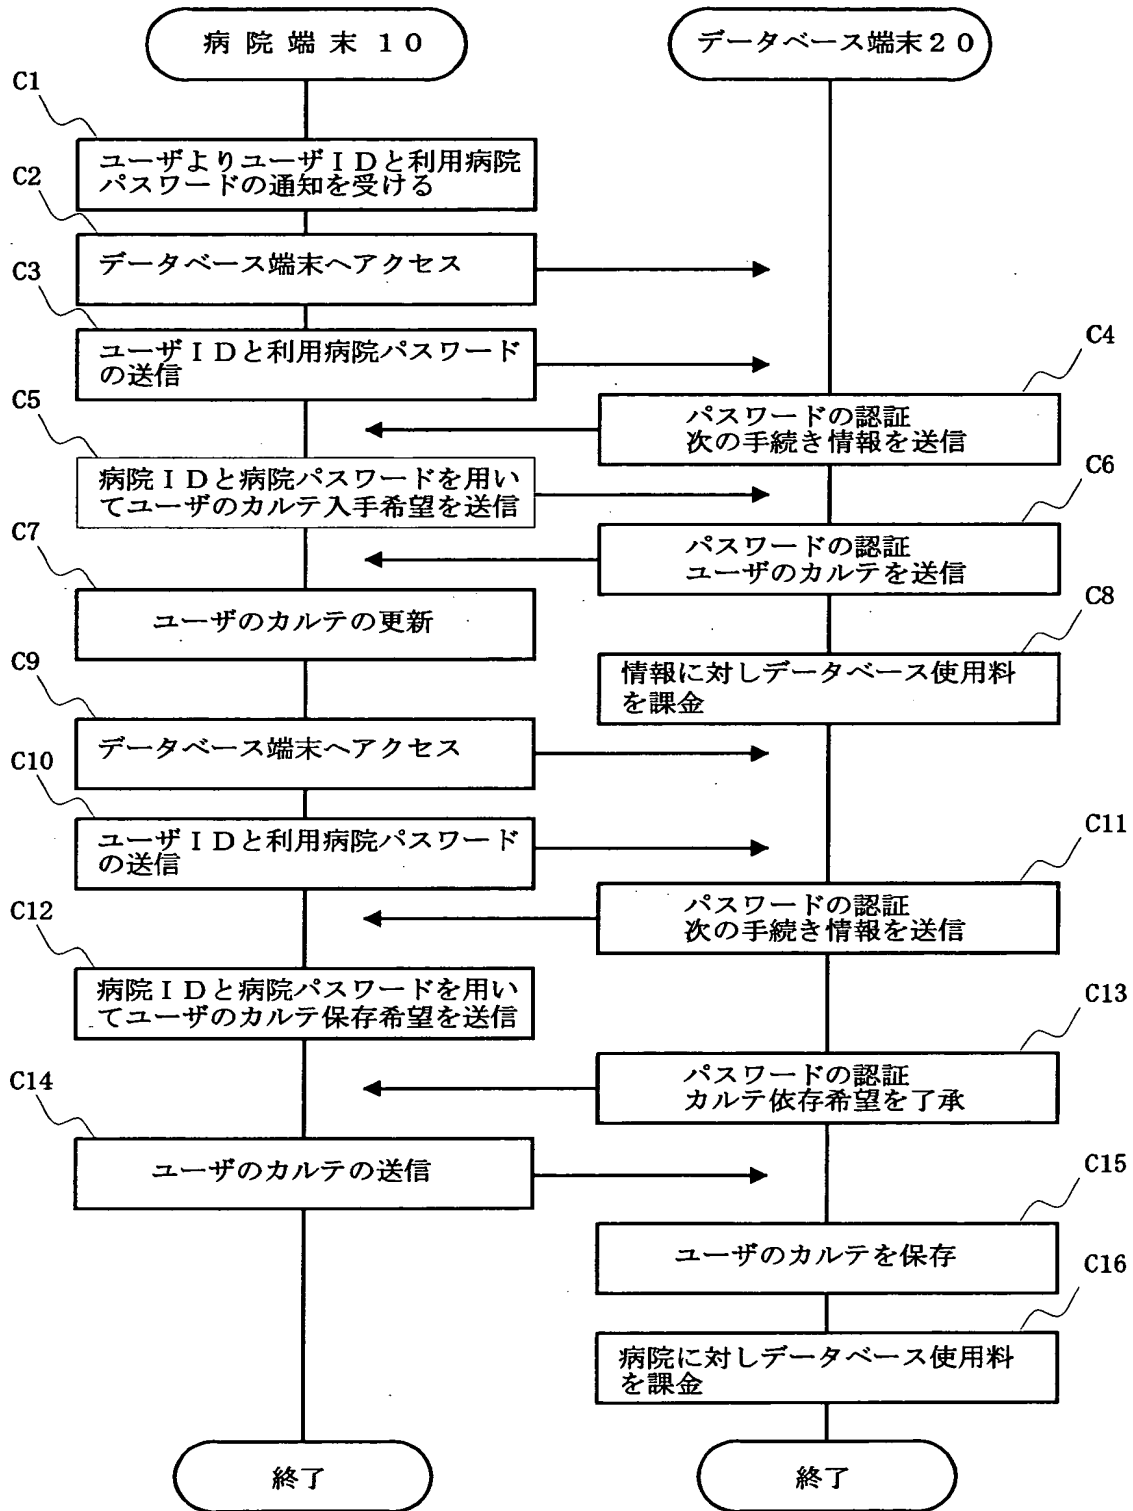 病院端末１０
データベース端末２０
C1
ユーザよりユーザＩＤと利用病院
パスワードの通知を受ける
C2
データベース端末へアクセス
C3
ユーザＩＤと利用病院パスワード
の送信
C4
パスワードの認証
次の手続き情報を送信
C5
病院ＩＤと病院パスワードを用い
てユーザのカルテ入手希望を送信
C6
パスワードの認証
ユーザのカルテを送信
C7
ユーザのカルテの更新
C8
情報に対しデータベース使用料
を課金
C9
データベース端末へアクセス
C10
ユーザＩＤと利用病院パスワード
の送信
C11
パスワードの認証
次の手続き情報を送信
C12
病院ＩＤと病院パスワードを用い
てユーザのカルテ保存希望を送信
C13
パスワードの認証
カルテ依存希望を了承
C14
ユーザのカルテの送信
C15
ユーザのカルテを保存
C16
病院に対しデータベース使用料
を課金
終了
終了